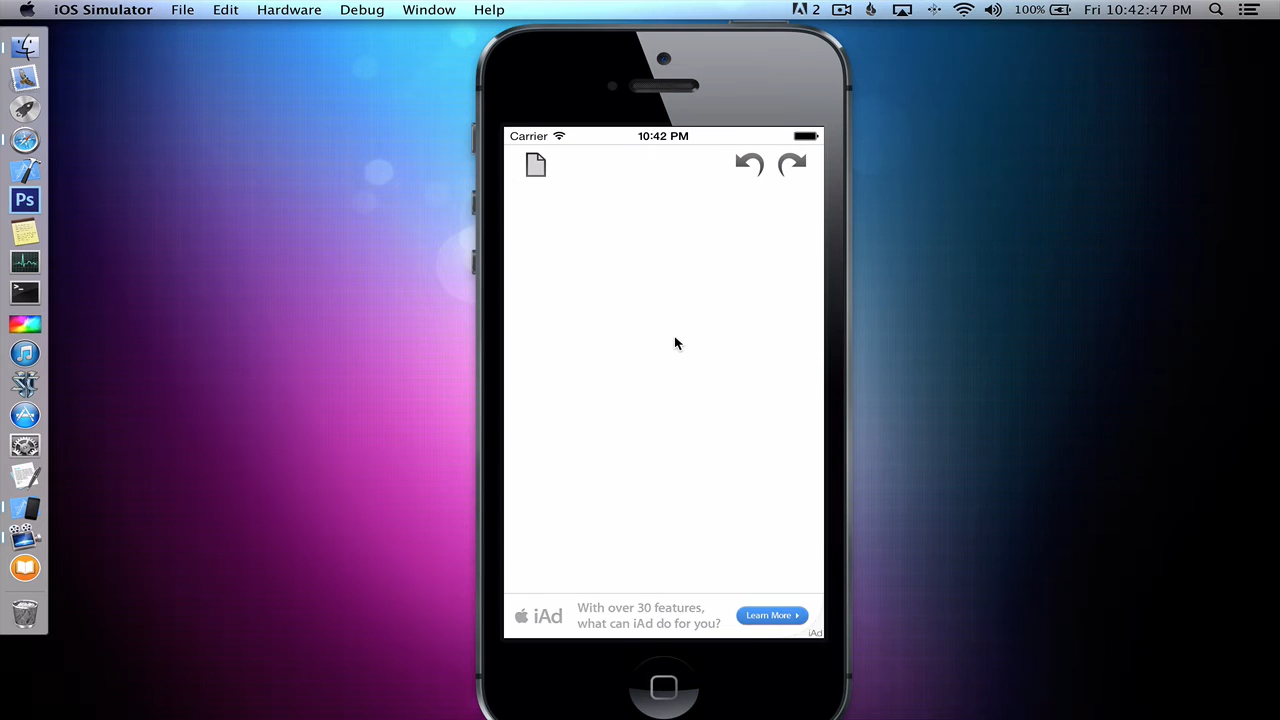 iOS Simulator File Edit Hardware Debug Window Help 2 100% Fri 10:42:47 PM
Carrier 10:42 PM
Ps
iAd With over 30 features,
what can iAd do for you?
Learn More
iAd